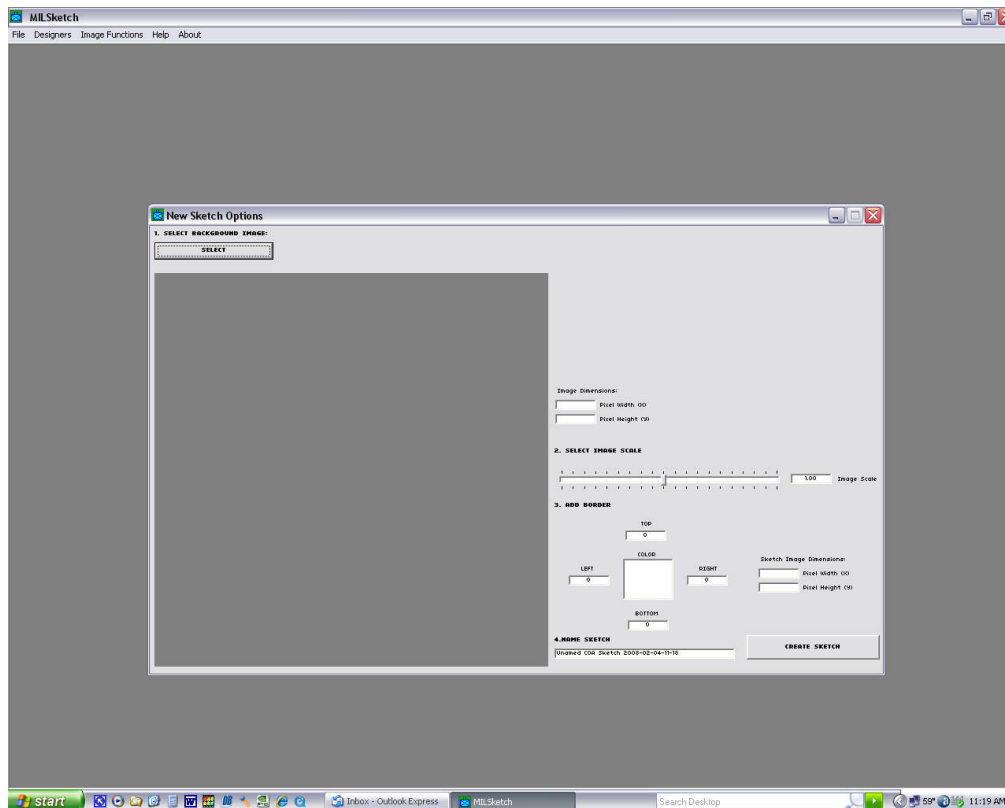 MILSketch
File Designers Image Functions Help About
New Sketch Options
1. SELECT BACKGROUND IMAGE:
SELECT
Image Dimensions:
Pixel Width (X)
Pixel Height (Y)
2. SELECT IMAGE SCALE
1.00 Image Scale
3. ADD BORDER
TOP
0
COLOR
LEFT
0
RIGHT
0
Sketch Image Dimensions:
Pixel Width (X)
Pixel Height (Y)
BOTTOM
0
4.NAME SKETCH
Unamed COA Sketch 2008-02-04-11-18
CREATE SKETCH
start Inbox - Outlook Express MILSketch Search Desktop 59° 11:19 AM